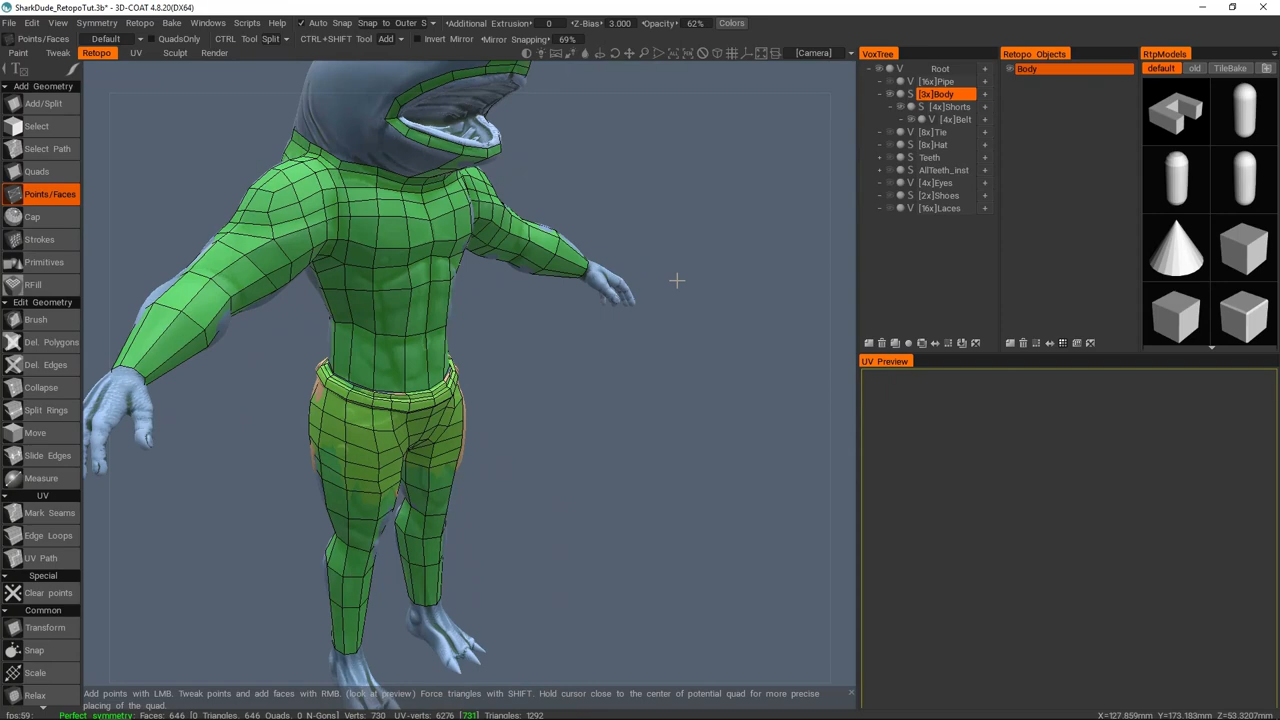 SharkDude_RetopoTut.3b* - 3D-COAT 4.8.20(DX64)
File Edit View Symmetry Retopo Bake Windows Scripts Help Auto Snap Snap to Outer S Additional Extrusion 0 Z-Bias 3.000 Opacity 62% Colors
Points/Faces Default QuadsOnly CTRL Tool Split CTRL+SHIFT Tool Add Invert Mirror Mirror Snapping 69%
Paint Tweak Retopo UV Sculpt Render [Camera]
VoxTree
Root
[16x]Pipe
[3x]Body
[4x]Shorts
[4x]Belt
[8x]Tie
[8x]Hat
Teeth
AllTeeth_inst
[4x]Eyes
[2x]Shoes
[16x]Laces
Retopo Objects
Body
RtpModels
default old TileBake
UV Preview
Add Geometry
Add/Split
Select
Select Path
Quads
Points/Faces
Cap
Strokes
Primitives
RFill
Edit Geometry
Brush
Del. Polygons
Del. Edges
Collapse
Split Rings
Move
Slide Edges
Measure
UV
Mark Seams
Edge Loops
UV Path
Special
Clear points
Common
Transform
Snap
Scale
Relax
Add points with LMB. Tweak points and add faces with RMB. (look at preview) Force triangles with SHIFT. Hold cursor close to the center of potential quad for more precise
placing of the center.
fps:59; Perfect symmetry; Faces: 646 [0 Triangles, 646 Quads, 0 N-Gons] Verts: 730 UV-verts: 6276 [731] Triangles: 1292 X=127.859mm Y=173.183mm Z=53.3207mm